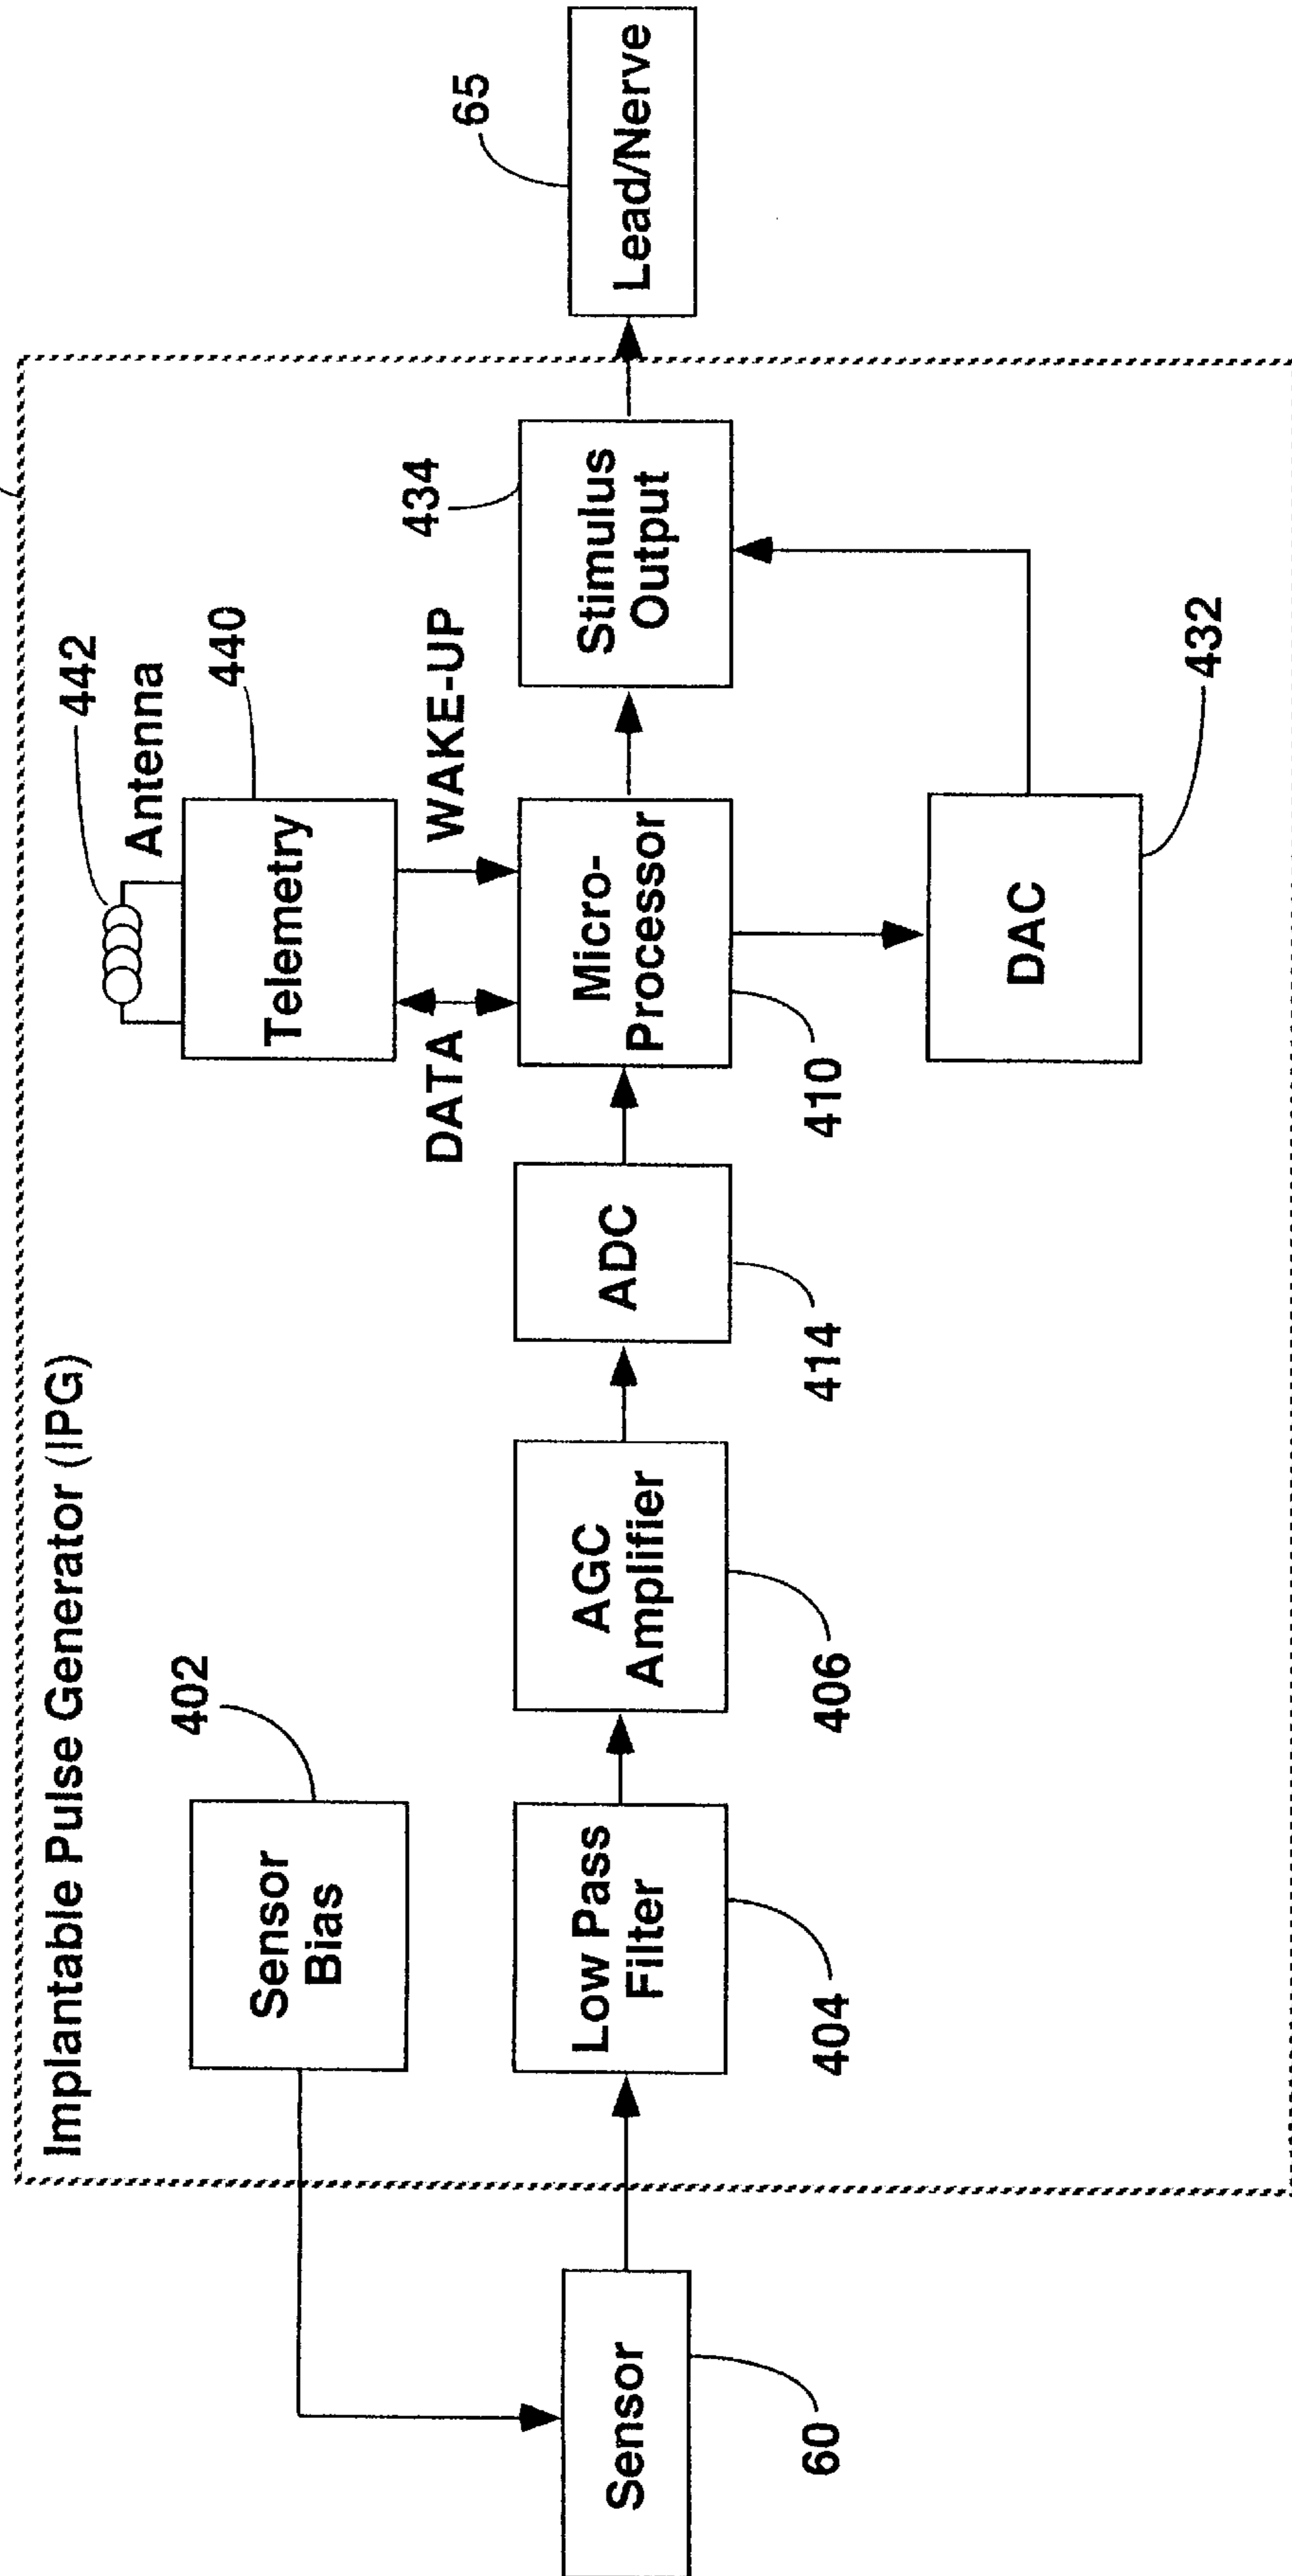 Implantable Pulse Generator (IPG)
442
Antenna
440
Telemetry
402
Sensor
Bias
DATA
WAKE-UP
434
65
Sensor
60
Low Pass
Filter
404
AGC
Amplifier
406
ADC
414
Micro-
Processor
410
Stimulus
Output
Lead/Nerve
DAC
432